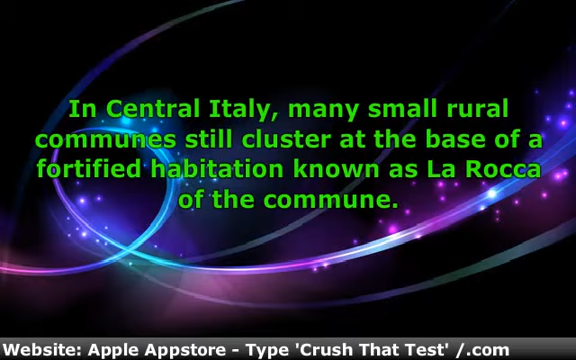 In Central Italy, many small rural
communes still cluster at the base of a
fortified habitation known as La Rocca
of the commune.
Website: Apple Appstore - Type 'Crush That Test' /.com